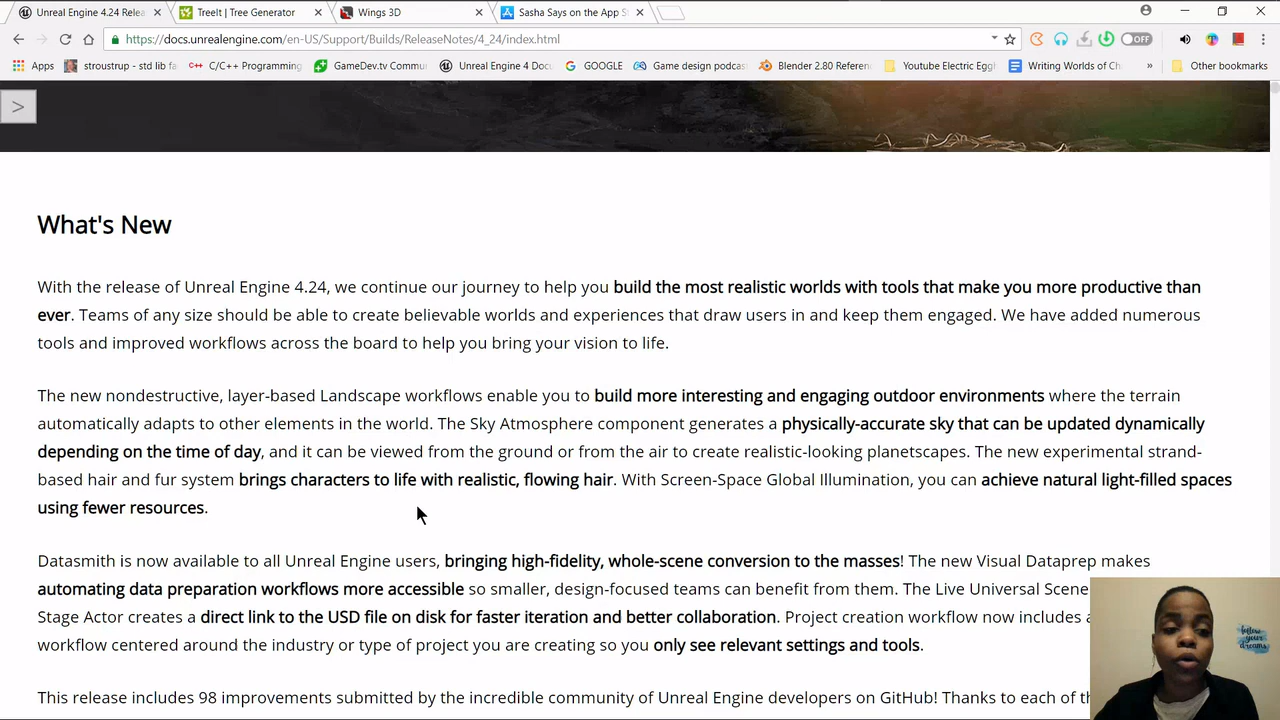 Unreal Engine 4.24 Rel
TreeIt | Tree Generator
Wings 3D
Sasha Says on the App S
https://docs.unrealengine.com/en-US/Support/Builds/ReleaseNotes/4_24/index.html
OFF
Apps
stroustrup - std lib fa
C++ C/C++ Programming
GameDev.tv Commu
Unreal Engine 4 Docu
GOOGLE
Game design podcas
Blender 2.80 Referen
Youtube Electric Eggl
Writing Worlds of Ch
»
Other bookmarks
>
What's New
With the release of Unreal Engine 4.24, we continue our journey to help you build the most realistic worlds with tools that make you more productive than
ever. Teams of any size should be able to create believable worlds and experiences that draw users in and keep them engaged. We have added numerous
tools and improved workflows across the board to help you bring your vision to life.
The new nondestructive, layer-based Landscape workflows enable you to build more interesting and engaging outdoor environments where the terrain
automatically adapts to other elements in the world. The Sky Atmosphere component generates a physically-accurate sky that can be updated dynamically
depending on the time of day, and it can be viewed from the ground or from the air to create realistic-looking planetscapes. The new experimental strand-
based hair and fur system brings characters to life with realistic, flowing hair. With Screen-Space Global Illumination, you can achieve natural light-filled spaces
using fewer resources.
Datasmith is now available to all Unreal Engine users, bringing high-fidelity, whole-scene conversion to the masses! The new Visual Dataprep makes
automating data preparation workflows more accessible so smaller, design-focused teams can benefit from them. The Live Universal Scene
Stage Actor creates a direct link to the USD file on disk for faster iteration and better collaboration. Project creation workflow now includes a
workflow centered around the industry or type of project you are creating so you only see relevant settings and tools.
This release includes 98 improvements submitted by the incredible community of Unreal Engine developers on GitHub! Thanks to each of th
follow your dreams